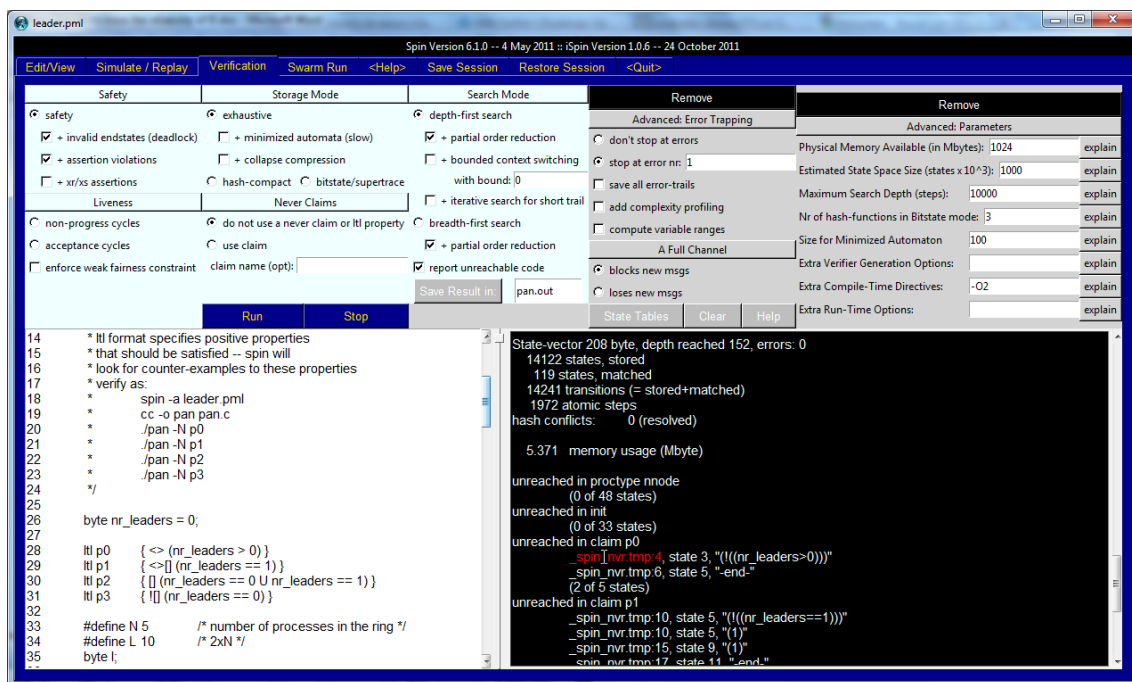 leader.pml
Spin Version 6.1.0 -- 4 May 2011 :: iSpin Version 1.0.6 -- 24 October 2011
Edit/View Simulate / Replay Verification Swarm Run <Help> Save Session Restore Session <Quit>
Safety
safety
+ invalid endstates (deadlock)
+ assertion violations
+ xr/xs assertions
Liveness
non-progress cycles
acceptance cycles
enforce weak fairness constraint
Storage Mode
exhaustive
+ minimized automata (slow)
+ collapse compression
hash-compact bitstate/supertrace
Never Claims
do not use a never claim or ltl property
use claim
claim name (opt):
Run Stop
Search Mode
depth-first search
+ partial order reduction
+ bounded context switching
with bound: 0
+ iterative search for short trail
breadth-first search
+ partial order reduction
report unreachable code
Save Result in: pan.out
Remove
Advanced: Error Trapping
don't stop at errors
stop at error nr: 1
save all error-trails
add complexity profiling
compute variable ranges
A Full Channel
blocks new msgs
loses new msgs
State Tables Clear Help
Remove
Advanced: Parameters
Physical Memory Available (in Mbytes): 1024 explain
Estimated State Space Size (states x 10^3): 1000 explain
Maximum Search Depth (steps): 10000 explain
Nr of hash-functions in Bitstate mode: 3 explain
Size for Minimized Automaton 100 explain
Extra Verifier Generation Options: explain
Extra Compile-Time Directives: -O2 explain
Extra Run-Time Options: explain
14 * ltl format specifies positive properties
15 * that should be satisfied -- spin will
16 * look for counter-examples to these properties
17 * verify as:
18 * spin -a leader.pml
19 * cc -o pan pan.c
20 * ./pan -N p0
21 * ./pan -N p1
22 * ./pan -N p2
23 * ./pan -N p3
24 */
25
26 byte nr_leaders = 0;
27
28 ltl p0 { <> (nr_leaders > 0) }
29 ltl p1 { <>[] (nr_leaders == 1) }
30 ltl p2 { [] (nr_leaders == 0 U nr_leaders == 1) }
31 ltl p3 { ![] (nr_leaders == 0) }
32
33 #define N 5 /* number of processes in the ring */
34 #define L 10 /* 2xN */
35 byte I;
State-vector 208 byte, depth reached 152, errors: 0
14122 states, stored
119 states, matched
14241 transitions (= stored+matched)
1972 atomic steps
hash conflicts: 0 (resolved)
5.371 memory usage (Mbyte)
unreached in proctype nnode
(0 of 48 states)
unreached in init
(0 of 33 states)
unreached in claim p0
_spin_nvr.tmp:4, state 3, "(!((nr_leaders>0)))"
_spin_nvr.tmp:6, state 5, "-end-"
(2 of 5 states)
unreached in claim p1
_spin_nvr.tmp:10, state 5, "(!((nr_leaders==1)))"
_spin_nvr.tmp:10, state 5, "(1)"
_spin_nvr.tmp:15, state 9, "(1)"
_spin_nvr.tmp:17, state 11, "-end-"